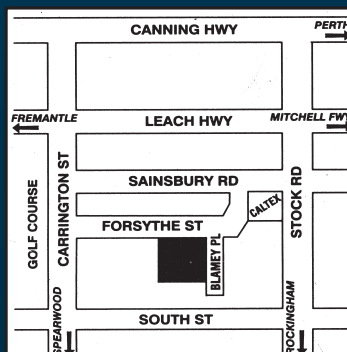 CANNING HWY
PERTH
FREMANTLE
LEACH HWY
MITCHELL FWY
SAINSBURY RD
GOLF COURSE
CARRINGTON ST
FORSYTHE ST
CALTEX
STOCK RD
BLAMEY PL
SPEARWOOD
SOUTH ST
ROCKINGHAM